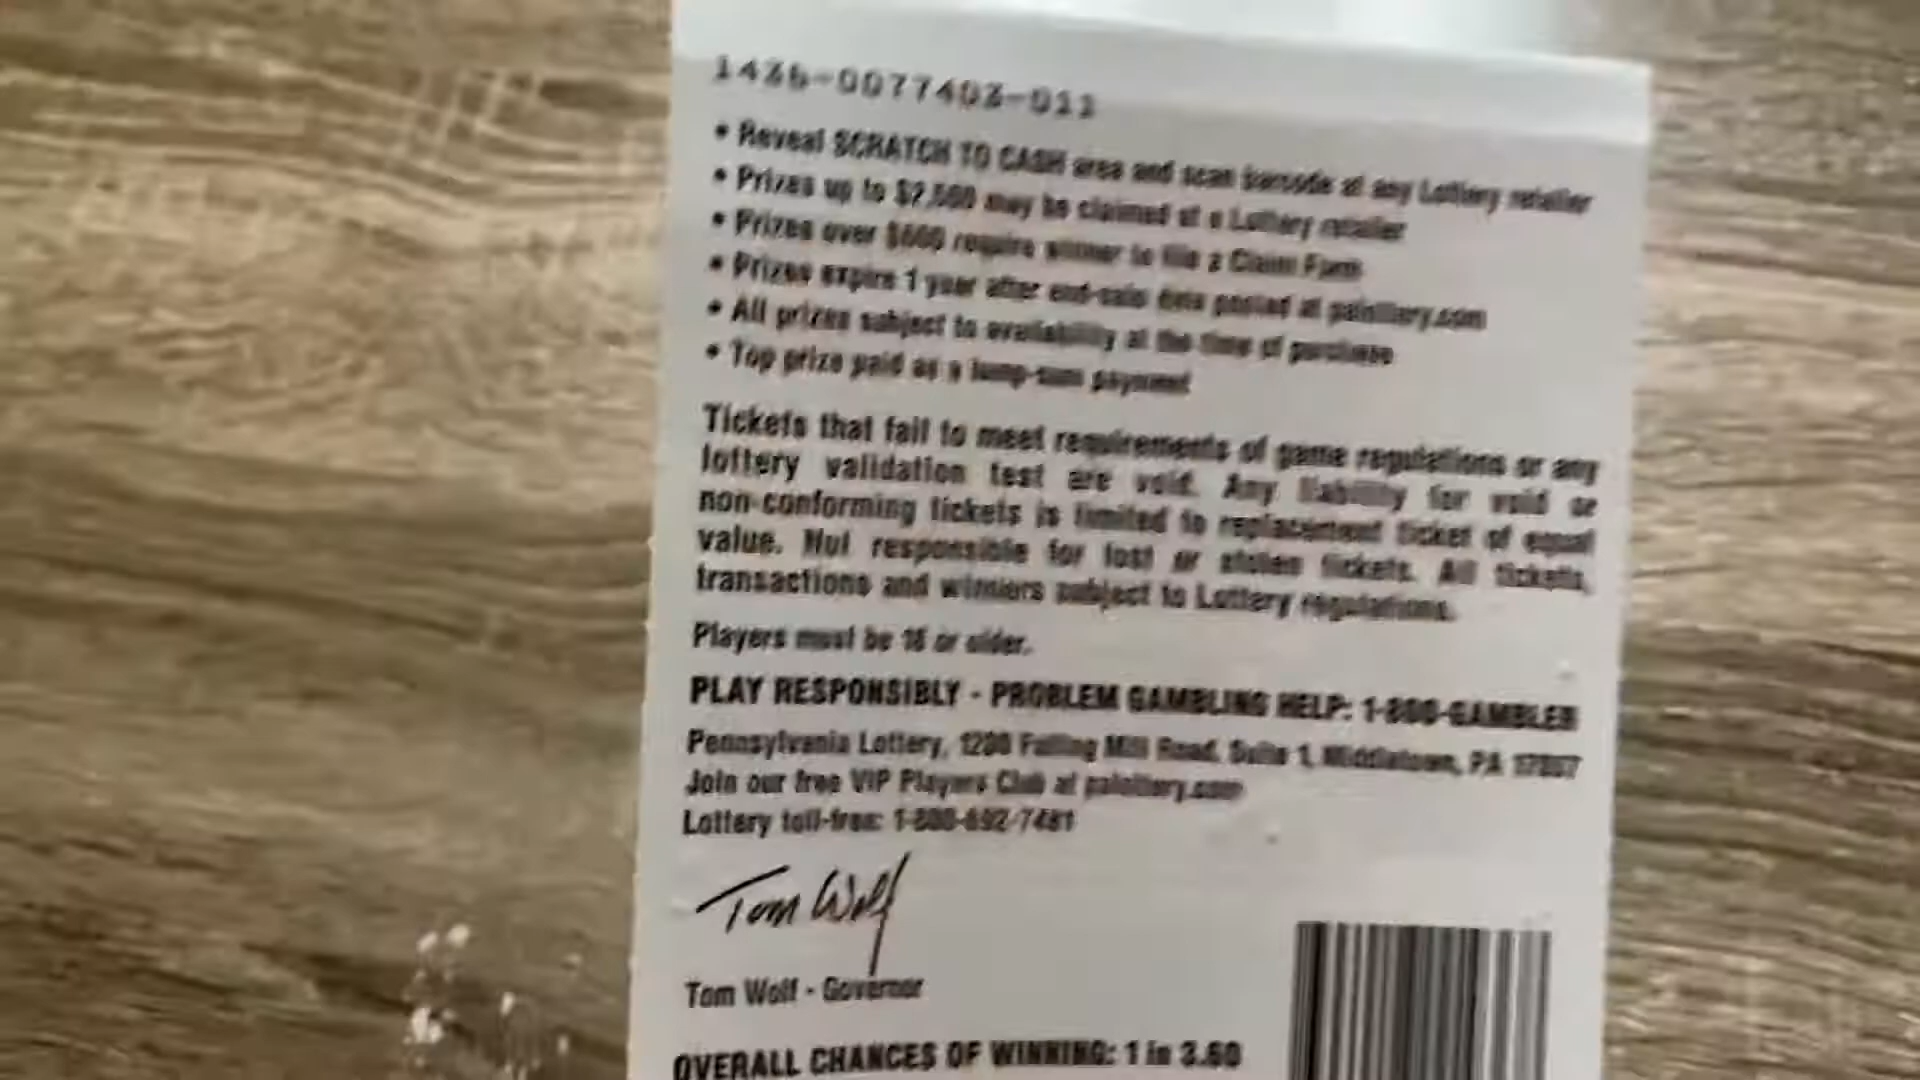 1436-0077403-011
• Reveal SCRATCH TO CASH area and scan barcode at any Lottery retailer
• Prizes up to $2,500 may be claimed at a Lottery retailer
• Prizes over $600 require winner to file a Claim Form
• Prizes expire 1 year after end-sale date posted at palottery.com
• All prizes subject to availability at the time of purchase
• Top prize paid as a lump-sum payment
Tickets that fail to meet requirements of game regulations or any
lottery validation test are void. Any liability for void or
non-conforming tickets is limited to replacement ticket of equal
value. Not responsible for lost or stolen tickets. All tickets,
transactions and winners subject to Lottery regulations.
Players must be 18 or older.
PLAY RESPONSIBLY - PROBLEM GAMBLING HELP: 1-800-GAMBLER
Pennsylvania Lottery, 1200 Fulling Mill Road, Suite 1, Middletown, PA 17057
Join our free VIP Players Club at palottery.com
Lottery toll-free: 1-800-692-7481
Tom Wolf
Tom Wolf - Governor
OVERALL CHANCES OF WINNING: 1 in 3.60